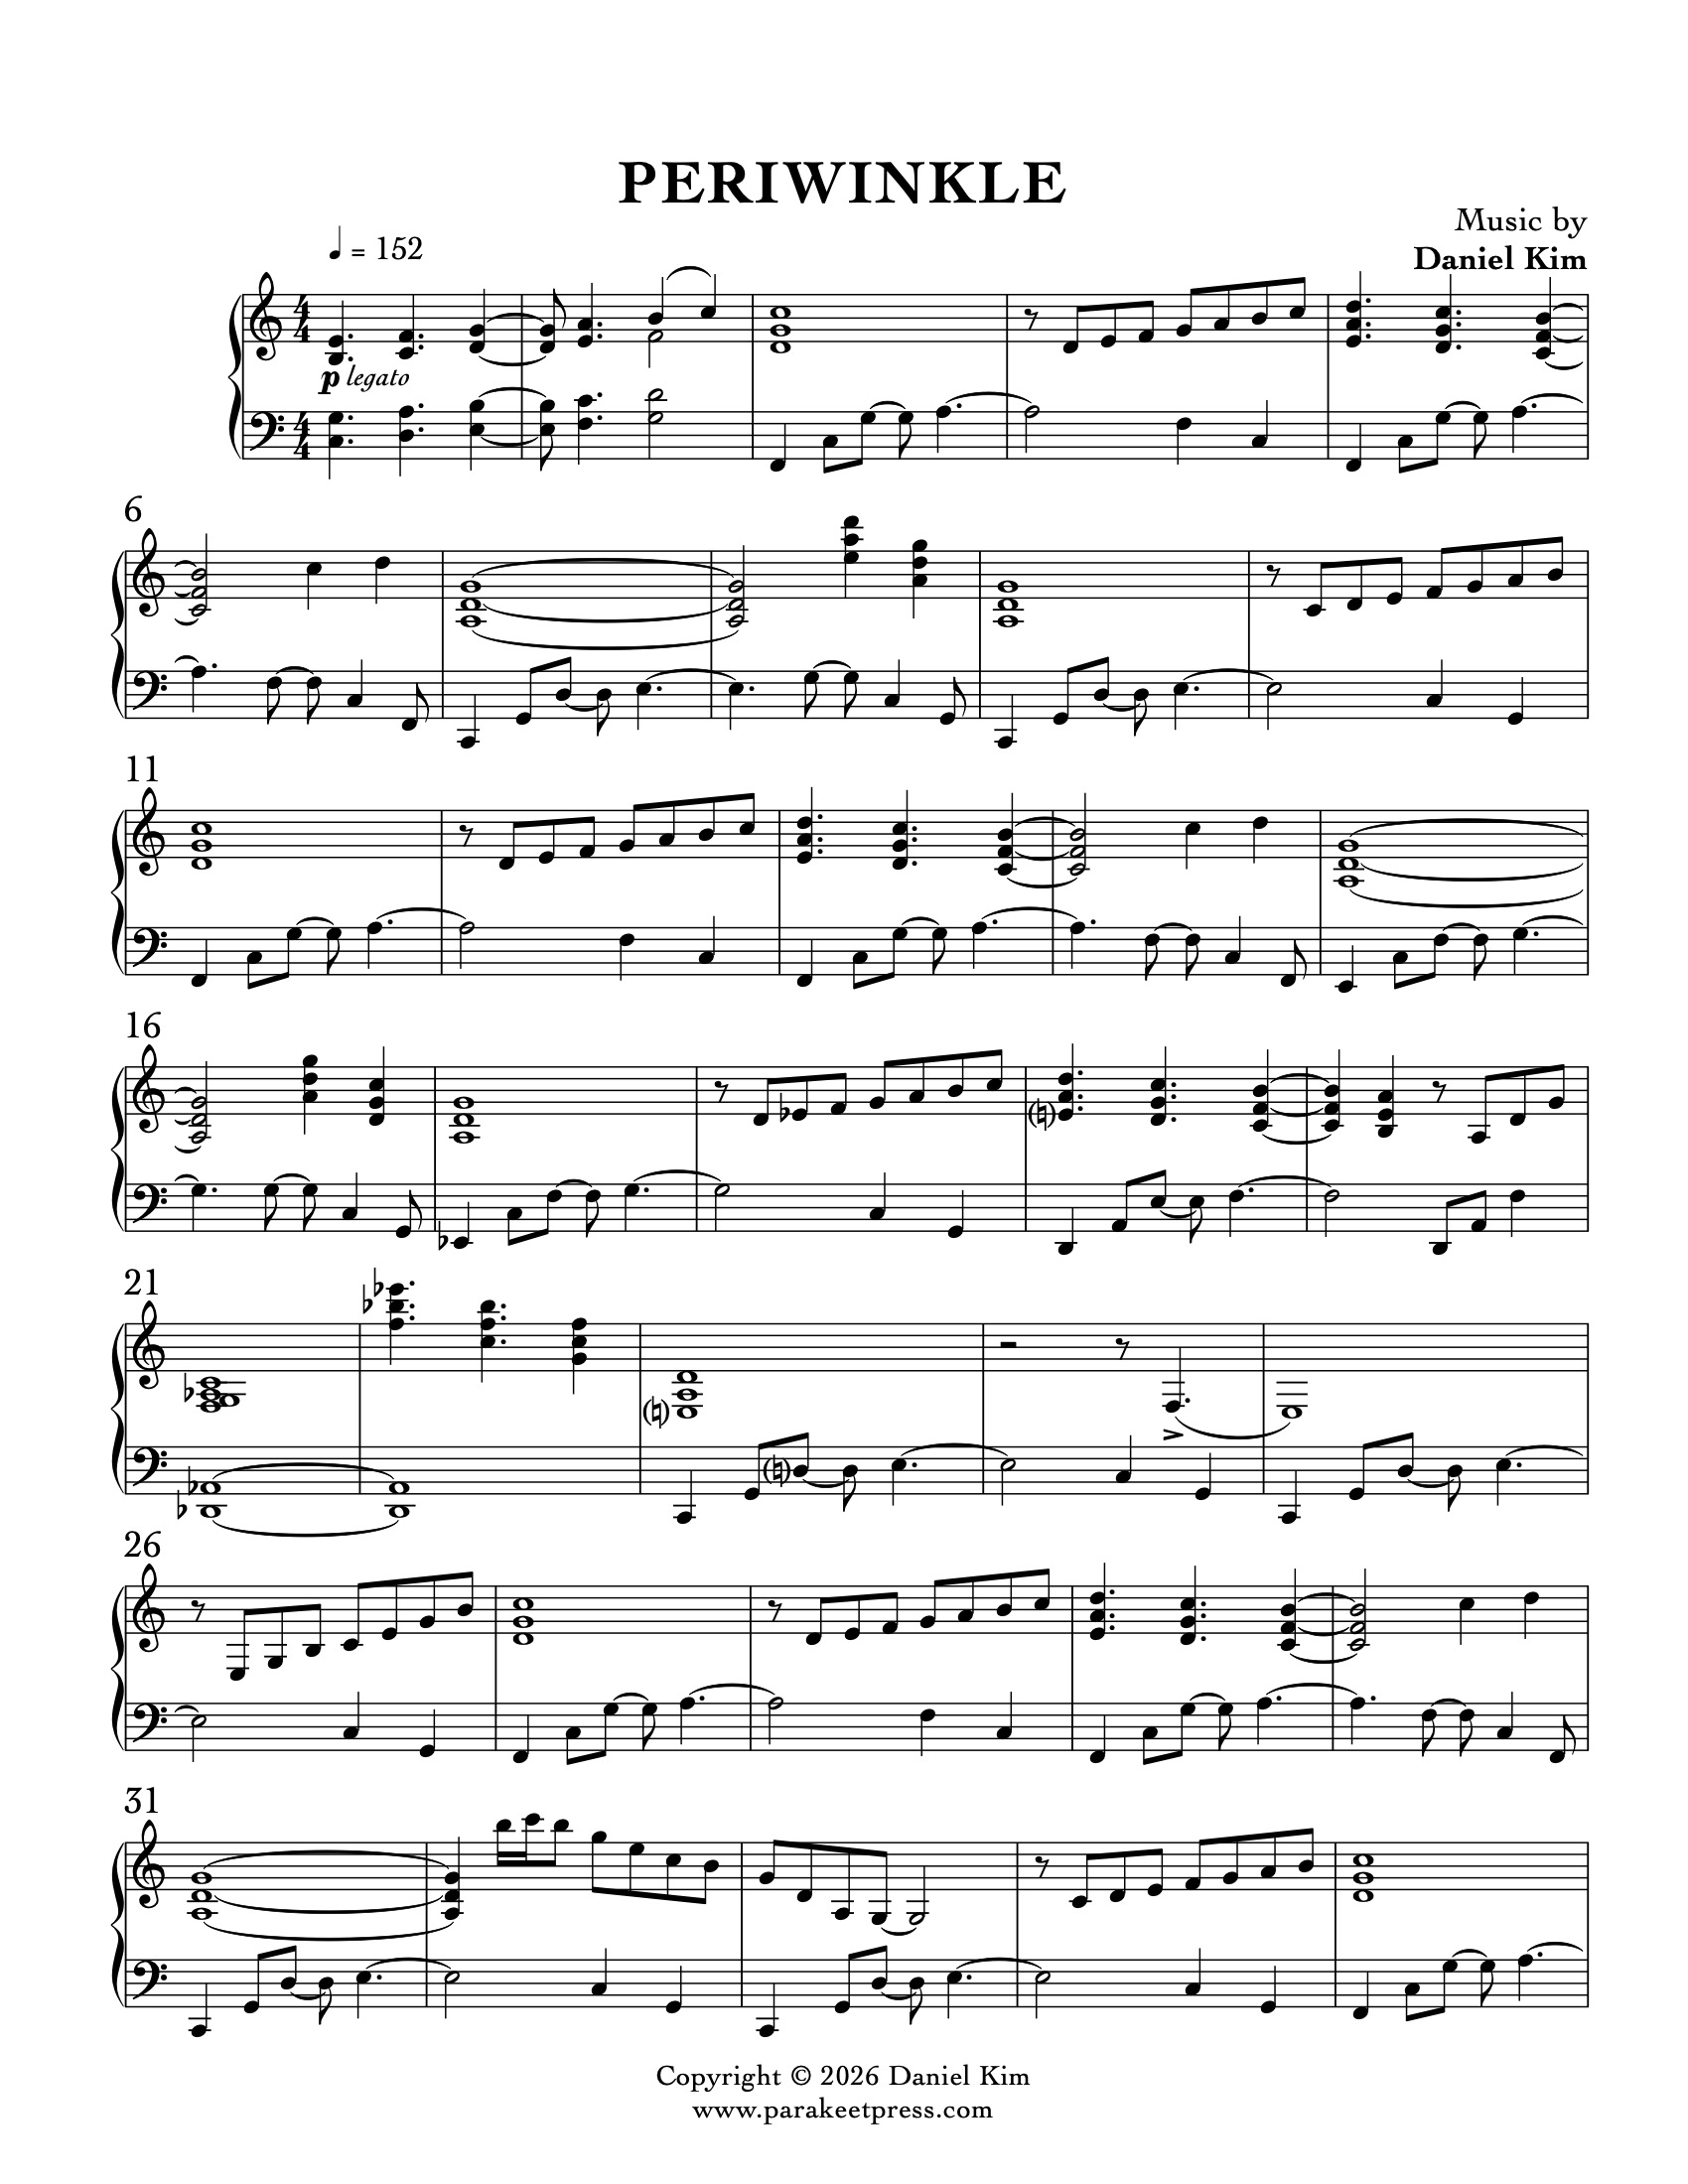 PERIWINKLE
Music by
Daniel Kim
= 152
p legato
6
11
16
21
26
31
Copyright © 2026 Daniel Kim
www.parakeetpress.com